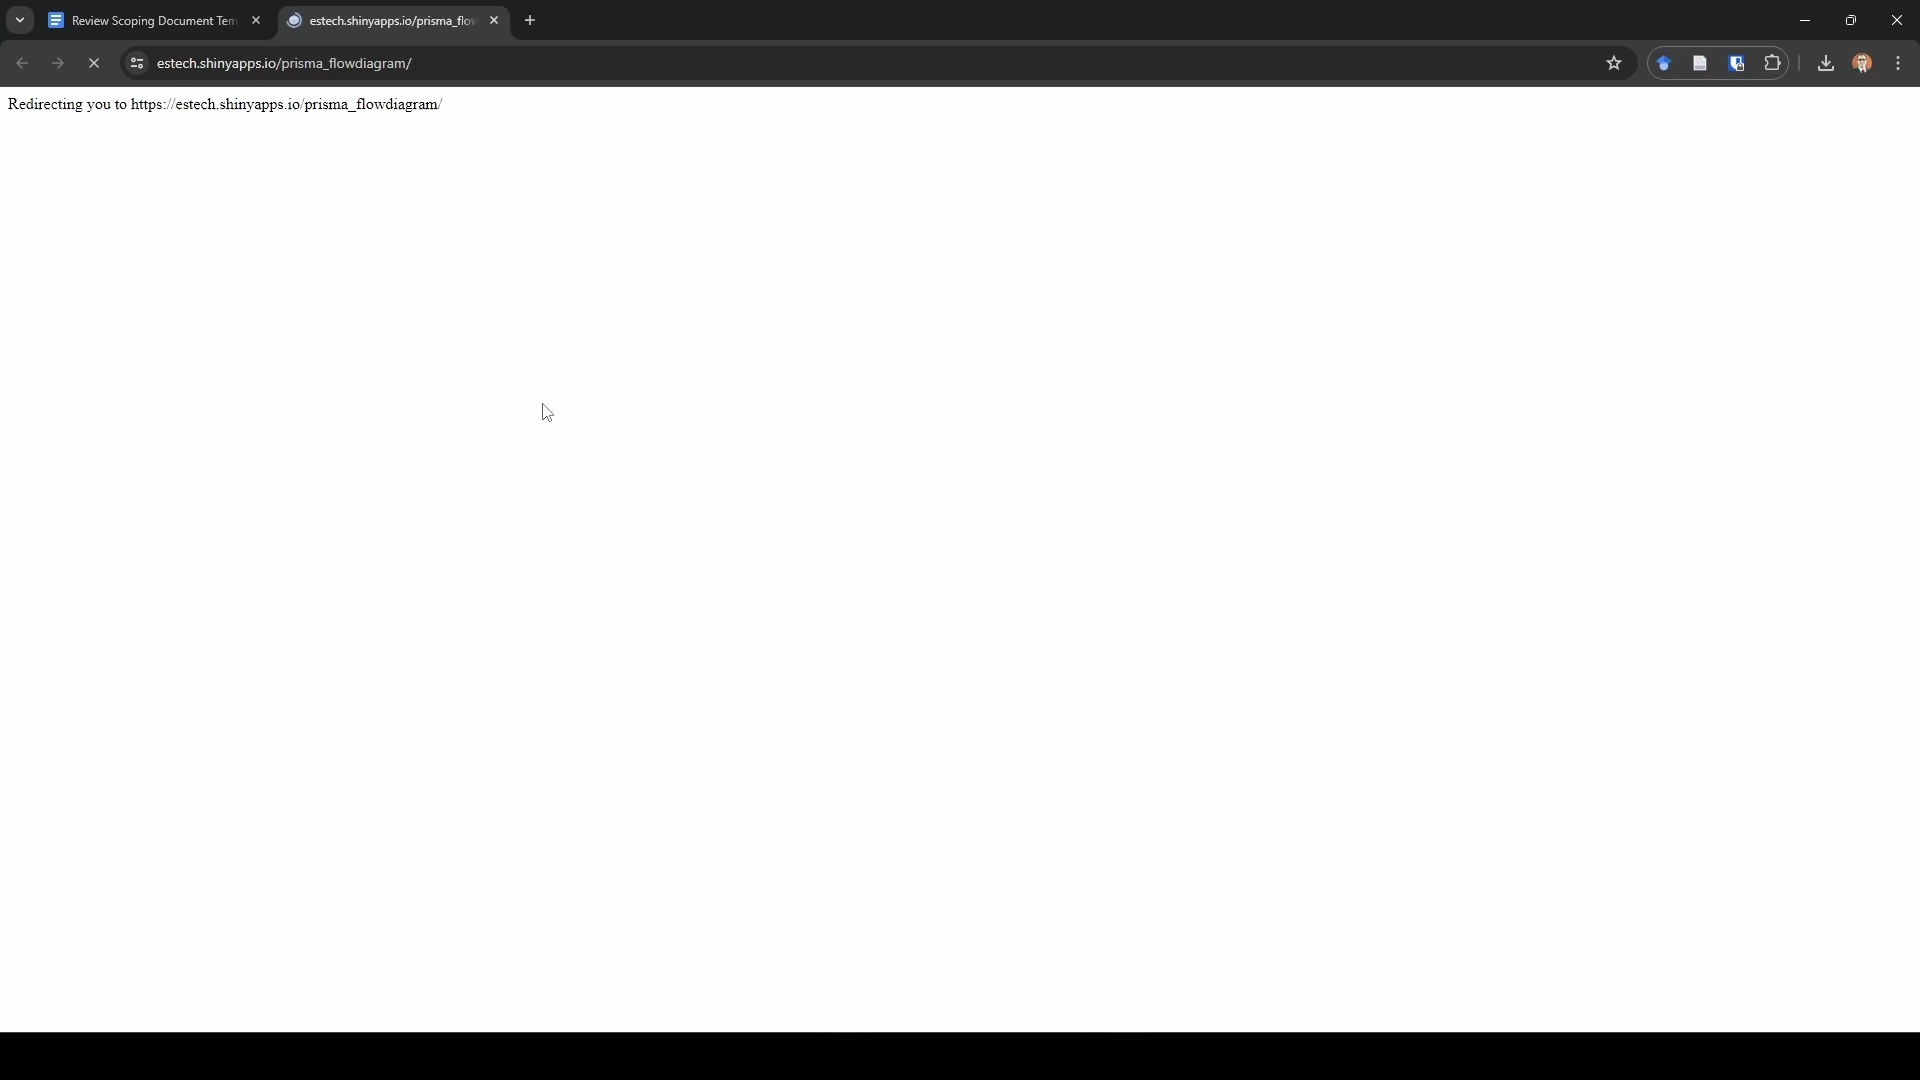 Review Scoping Document Tem
estech.shinyapps.io/prisma_flow
estech.shinyapps.io/prisma_flowdiagram/
Redirecting you to https://estech.shinyapps.io/prisma_flowdiagram/